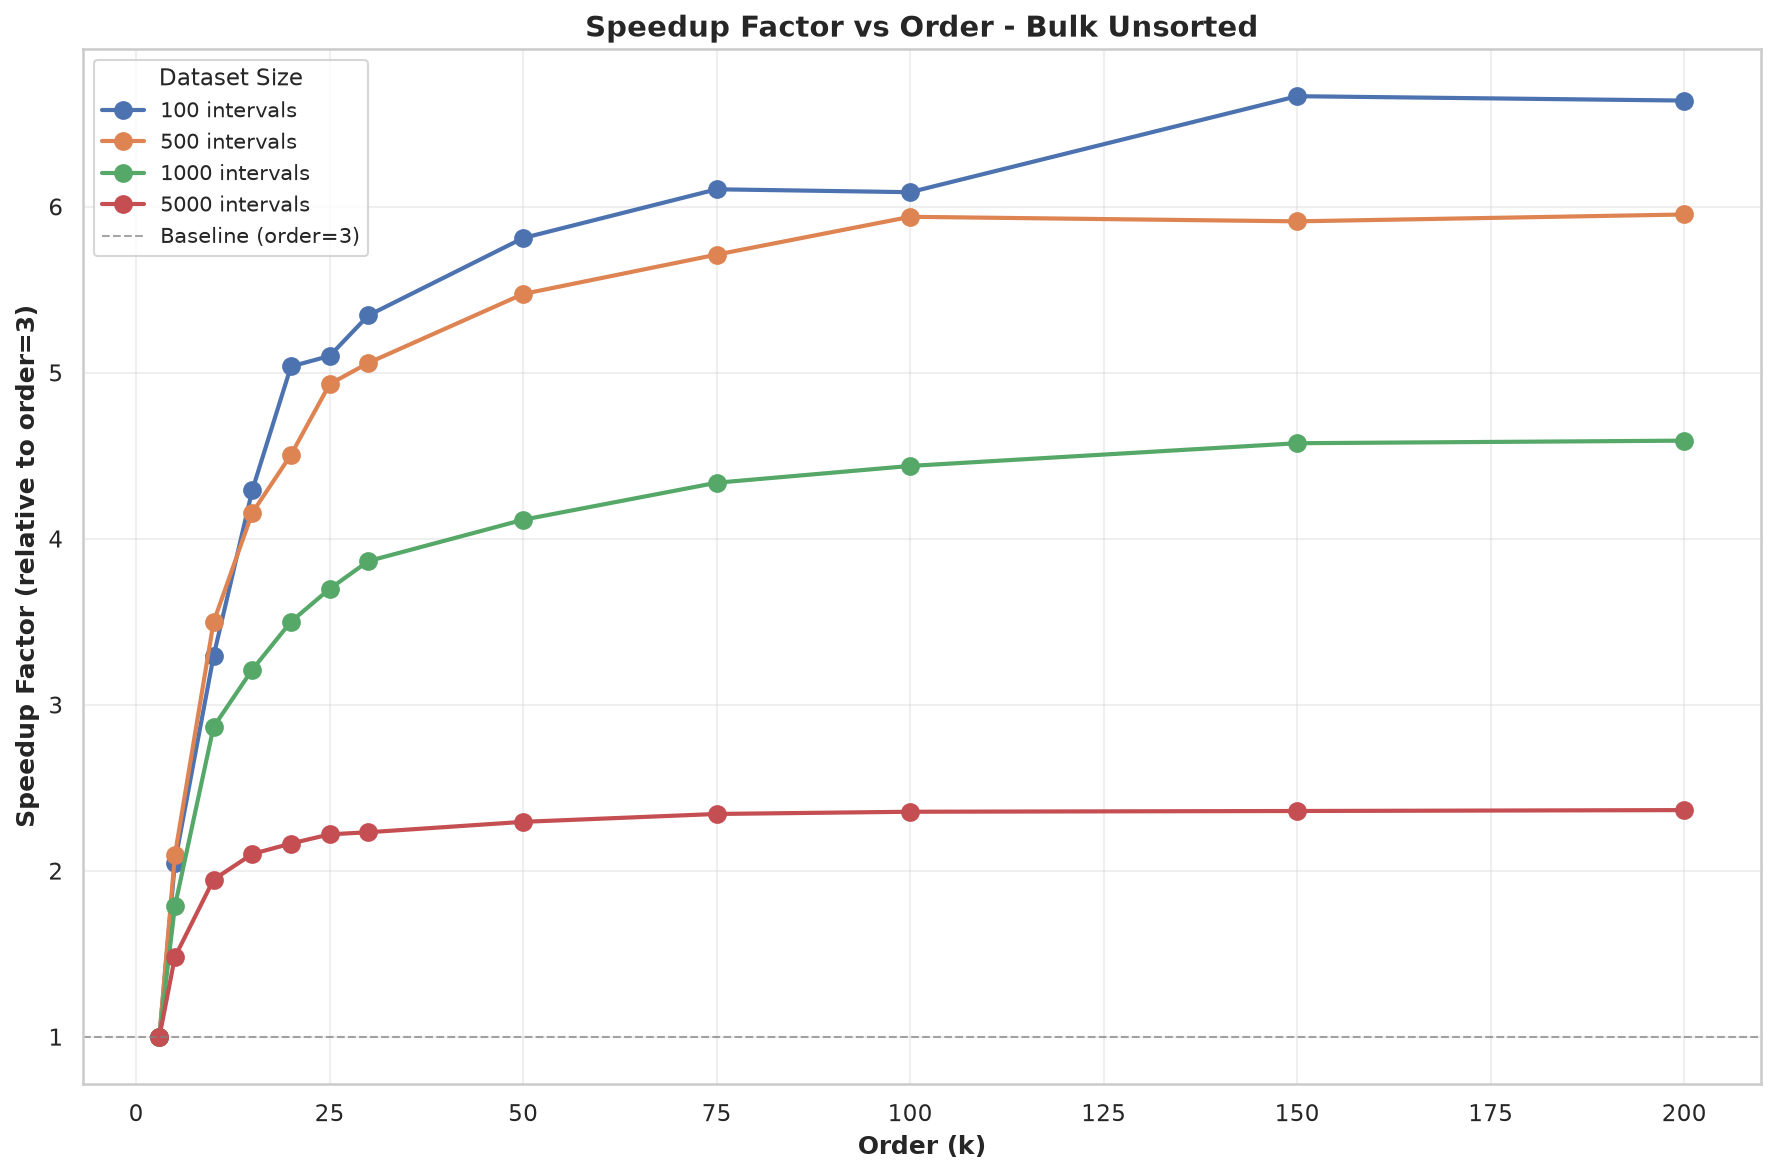 Speedup Factor vs Order - Bulk Unsorted
Dataset Size
100 intervals
500 intervals
1000 intervals
5000 intervals
Baseline (order=3)
Speedup Factor (relative to order=3)
6
5
4
3
2
1
0 25 50 75 100 125 150 175 200
Order (k)